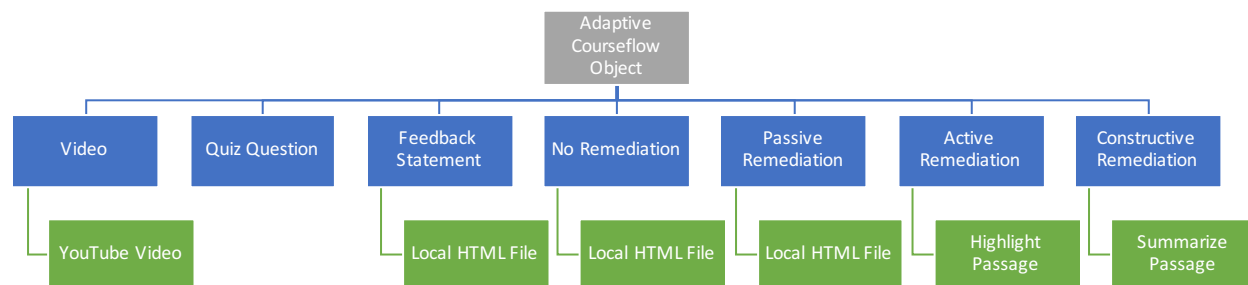 Adaptive
Courseflow
Object
Video
Quiz Question
Feedback
Statement
No Remediation
Passive
Remediation
Active
Remediation
Constructive
Remediation
YouTube Video
Local HTML File
Local HTML File
Local HTML File
Highlight
Passage
Summarize
Passage